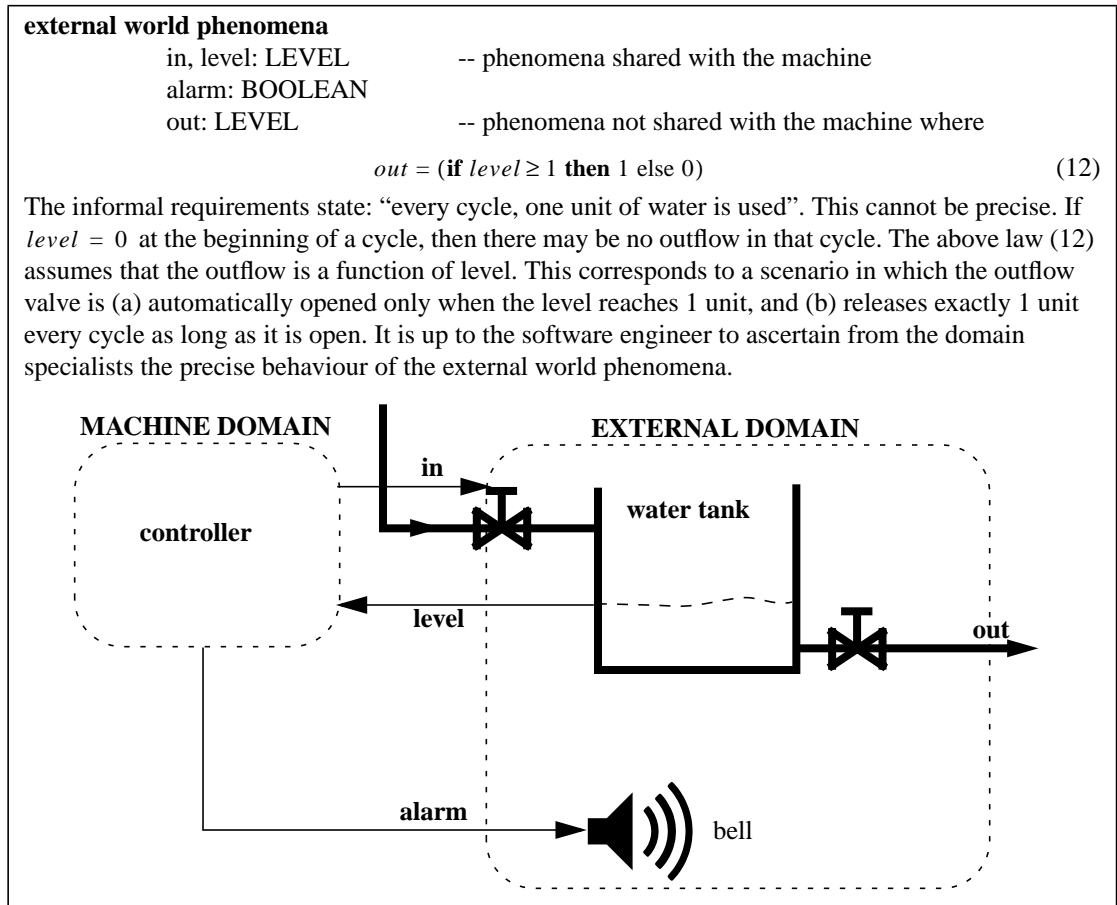 external world phenomena
in, level: LEVEL -- phenomena shared with the machine
alarm: BOOLEAN
out: LEVEL -- phenomena not shared with the machine where
out = (if level ≥ 1 then 1 else 0) (12)
The informal requirements state: “every cycle, one unit of water is used”. This cannot be precise. If
level = 0 at the beginning of a cycle, then there may be no outflow in that cycle. The above law (12)
assumes that the outflow is a function of level. This corresponds to a scenario in which the outflow
valve is (a) automatically opened only when the level reaches 1 unit, and (b) releases exactly 1 unit
every cycle as long as it is open. It is up to the software engineer to ascertain from the domain
specialists the precise behaviour of the external world phenomena.
MACHINE DOMAIN
EXTERNAL DOMAIN
in
water tank
controller
level
out
alarm
bell